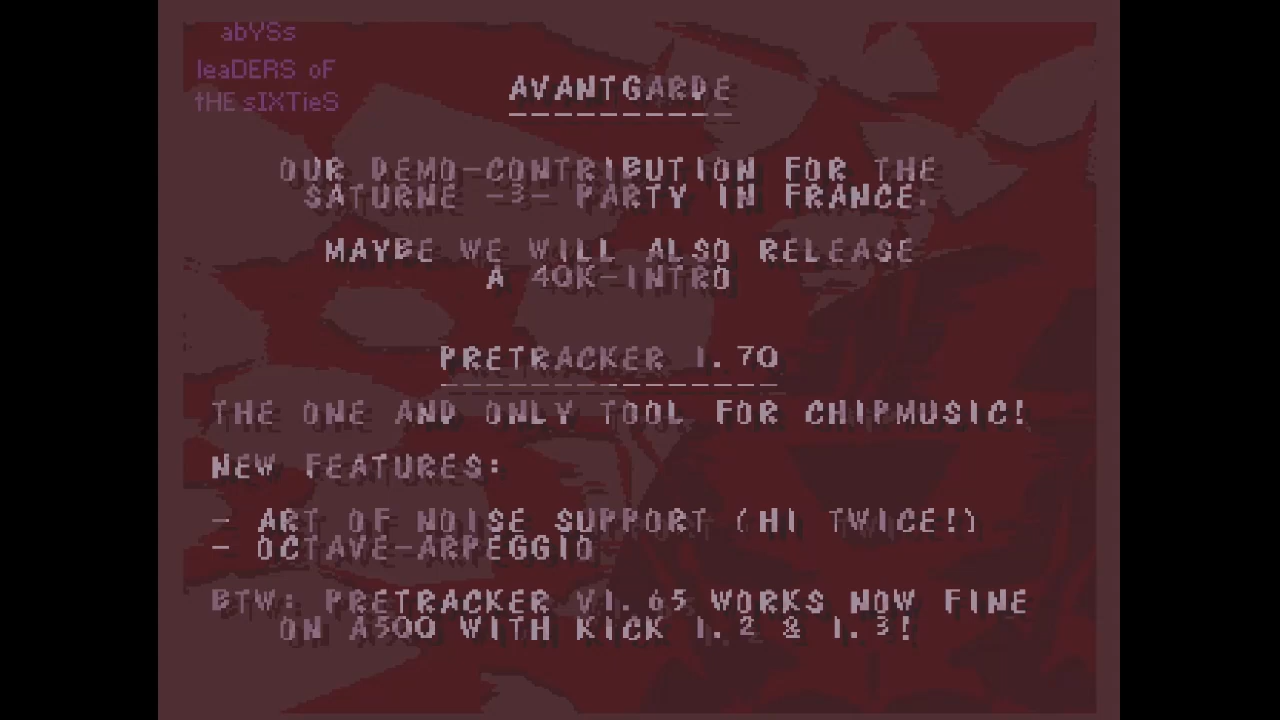 abYSs
leaDERS oF
tHE sIXTieS
AVANTGARDE
OUR DEMO-CONTRIBUTION FOR THE
SATURNE -3- PARTY IN FRANCE.
MAYBE WE WILL ALSO RELEASE
A 40K-INTRO
PRETRACKER 1.70
THE ONE AND ONLY TOOL FOR CHIPMUSIC!
NEW FEATURES:
- ART OF NOISE SUPPORT (HI TWICE!)
- OCTAVE-ARPEGGIO
BTW: PRETRACKER V1.65 WORKS NOW FINE
ON A500 WITH KICK 1.2 & 1.3!